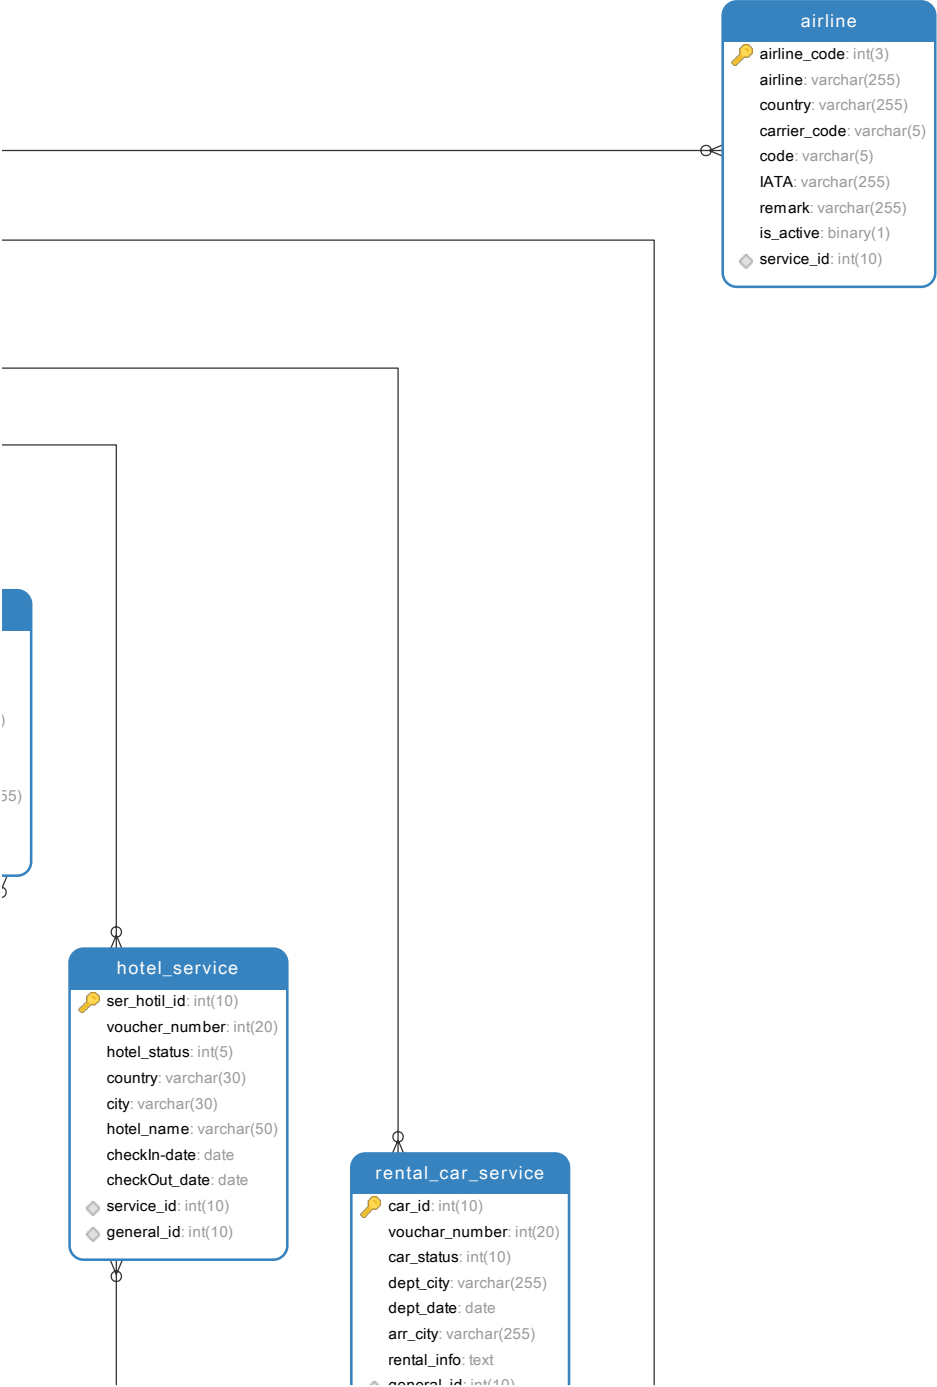 airline
airline_code: int(3)
airline: varchar(255)
country: varchar(255)
carrier_code: varchar(5)
code: varchar(5)
IATA: varchar(255)
remark: varchar(255)
is_active: binary(1)
service_id: int(10)
)
55)
hotel_service
ser_hotil_id: int(10)
voucher_number: int(20)
hotel_status: int(5)
country: varchar(30)
city: varchar(30)
hotel_name: varchar(50)
checkIn-date: date
checkOut_date: date
service_id: int(10)
general_id: int(10)
rental_car_service
car_id: int(10)
vouchar_number: int(20)
car_status: int(10)
dept_city: varchar(255)
dept_date: date
arr_city: varchar(255)
rental_info: text
general_id: int(10)